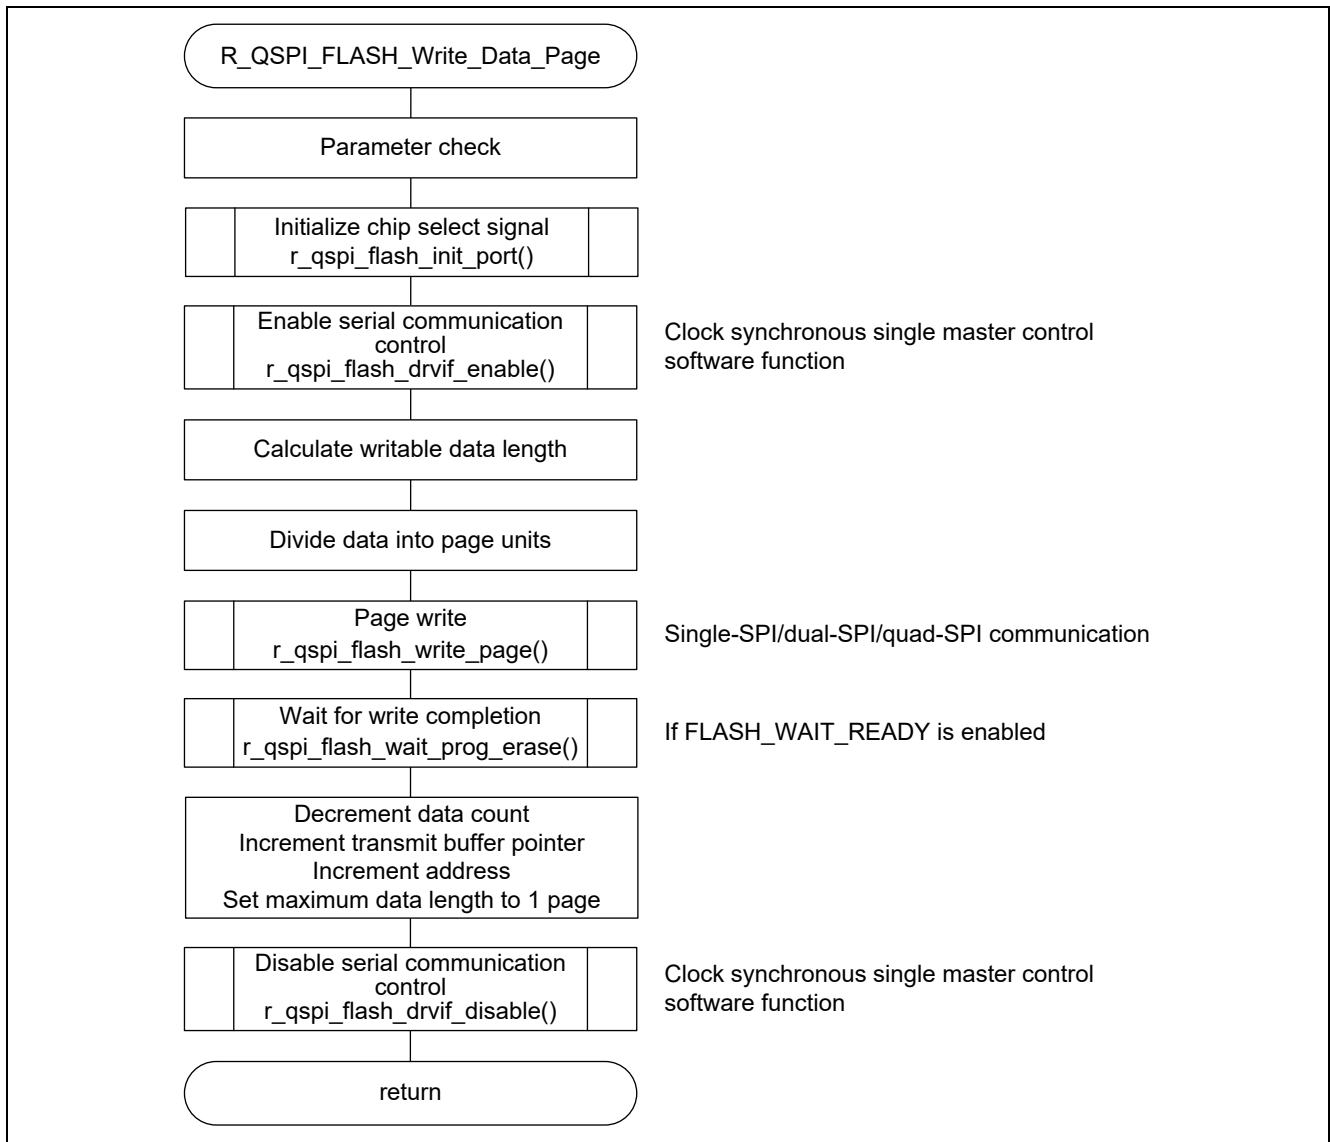 R_QSPI_FLASH_Write_Data_Page
Parameter check
Initialize chip select signal
r_qspi_flash_init_port()
Enable serial communication
control
r_qspi_flash_drvif_enable()
Clock synchronous single master control
software function
Calculate writable data length
Divide data into page units
Page write
r_qspi_flash_write_page()
Single-SPI/dual-SPI/quad-SPI communication
Wait for write completion
r_qspi_flash_wait_prog_erase()
If FLASH_WAIT_READY is enabled
Decrement data count
Increment transmit buffer pointer
Increment address
Set maximum data length to 1 page
Disable serial communication
control
r_qspi_flash_drvif_disable()
Clock synchronous single master control
software function
return